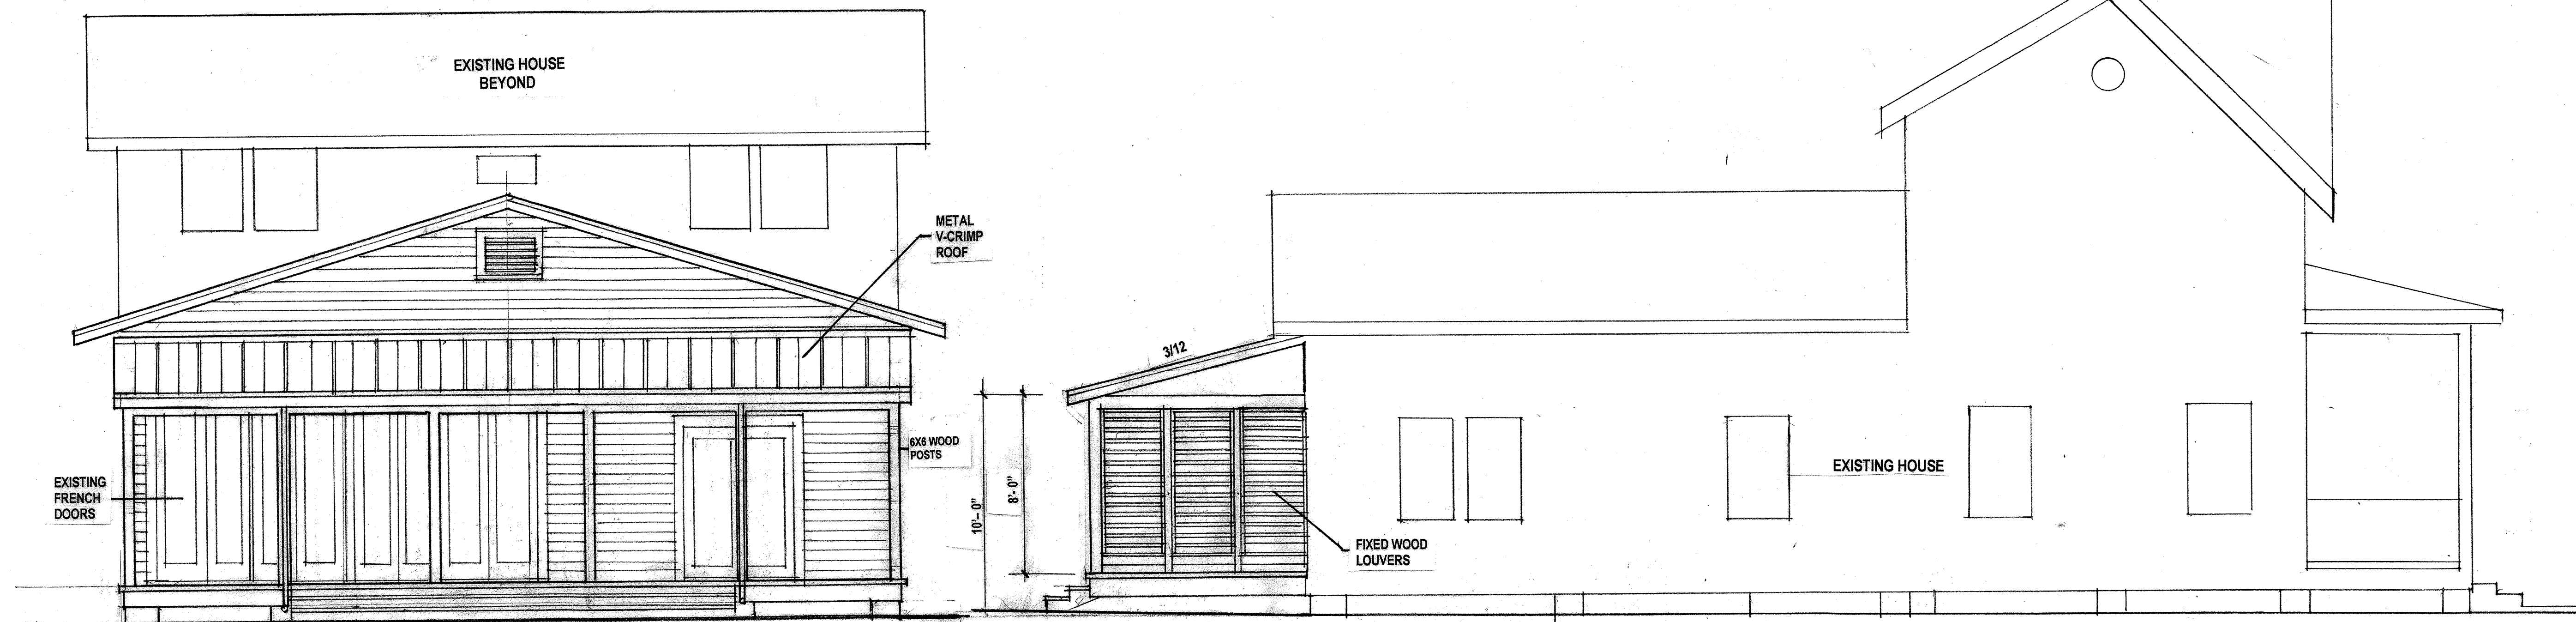 EXISTING HOUSE
BEYOND
METAL
V-CRIMP
ROOF
6X6 WOOD
POSTS
EXISTING
FRENCH
DOORS
10'- 0"
8'- 0"
3/12
FIXED WOOD
LOUVERS
EXISTING HOUSE